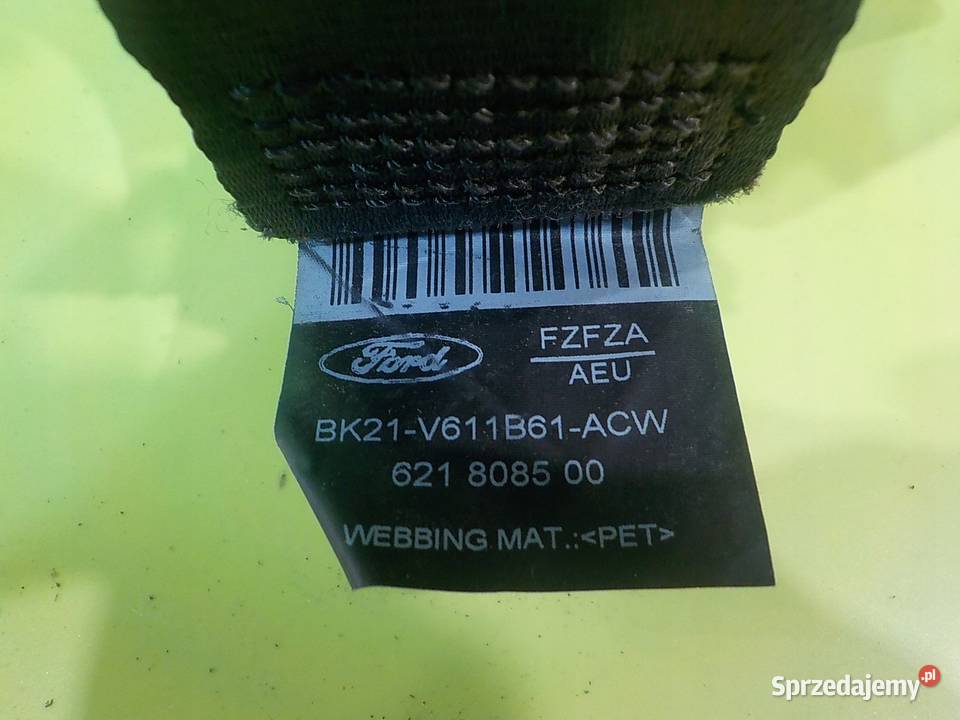 Ford
FZFZA
AEU
BK21-V611B61-ACW
621 8085 00
WEBBING MAT.:<PET>
Sprzedajemy.pl